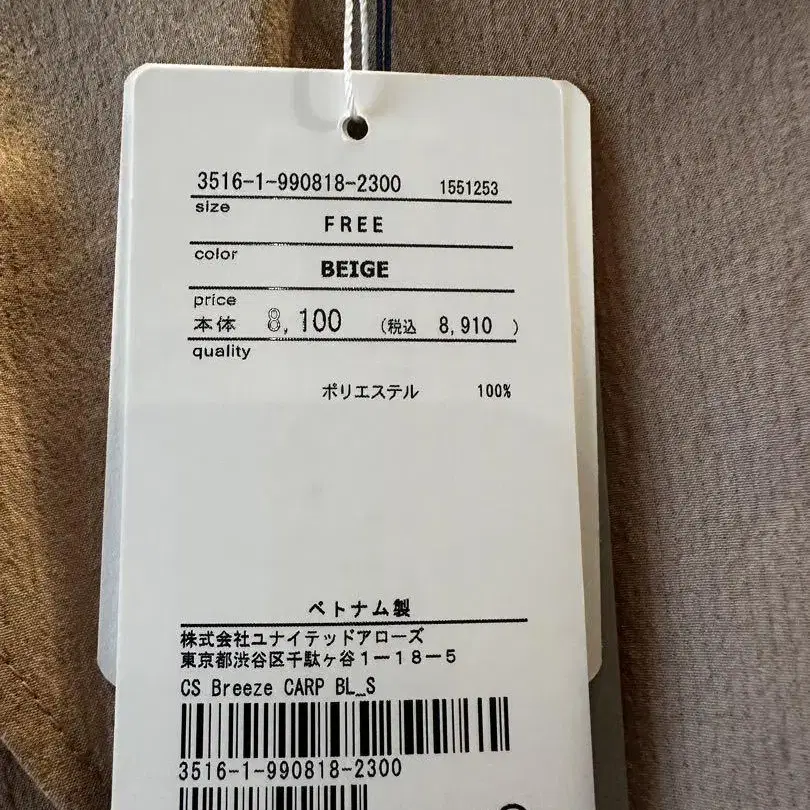 3516-1-990818-2300 1551253
size
FREE
color
BEIGE
price
本体 8,100 (税込 8,910 )
quality
ポリエステル 100%
ベトナム製
株式会社ユナイテッドアローズ
東京都渋谷区千駄ヶ谷1-18-5
CS Breeze CARP BL_S
3516-1-990818-2300